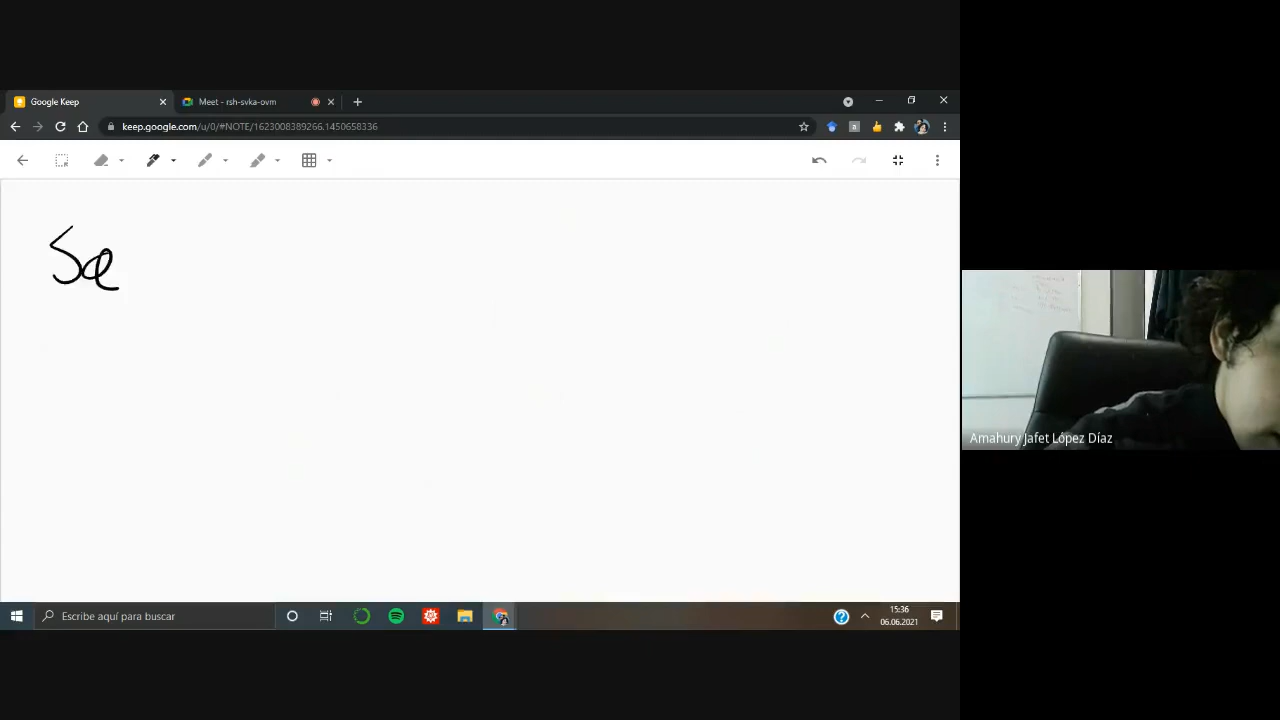 Google Keep
Meet - rsh-svka-ovm
keep.google.com/u/0/#NOTE/1623008389266.1450658336
Se
Amahury Jafet López Díaz
Escribe aquí para buscar
15:36
06.06.2021